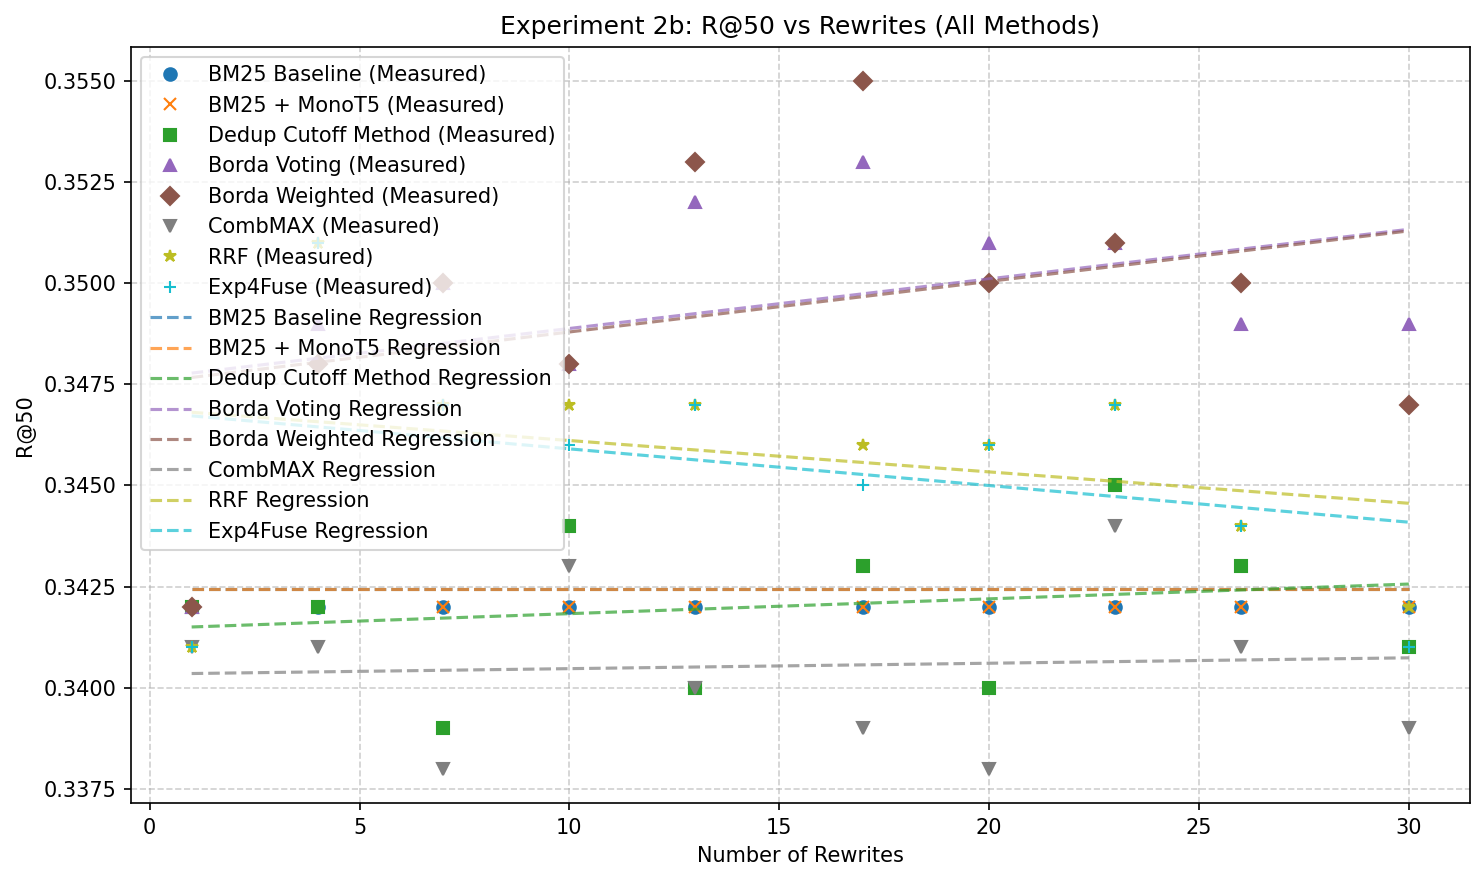 Experiment 2b: R@50 vs Rewrites (All Methods)
R@50
0.3550
0.3525
0.3500
0.3475
0.3450
0.3425
0.3400
0.3375
BM25 Baseline (Measured)
BM25 + MonoT5 (Measured)
Dedup Cutoff Method (Measured)
Borda Voting (Measured)
Borda Weighted (Measured)
CombMAX (Measured)
RRF (Measured)
Exp4Fuse (Measured)
BM25 Baseline Regression
BM25 + MonoT5 Regression
Dedup Cutoff Method Regression
Borda Voting Regression
Borda Weighted Regression
CombMAX Regression
RRF Regression
Exp4Fuse Regression
0 5 10 15 20 25 30
Number of Rewrites